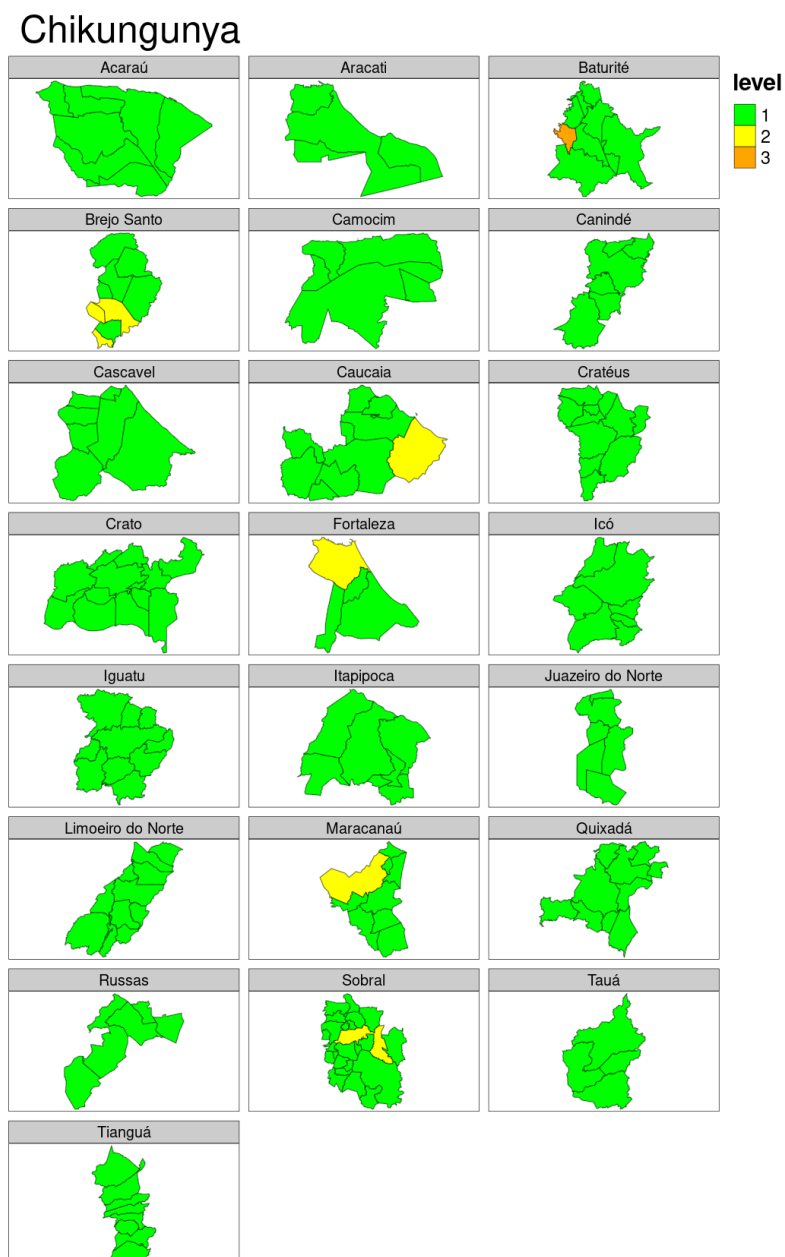 Chikungunya
Acaraú
Aracati
Baturité
level
1
2
3
Brejo Santo
Camocim
Canindé
Cascavel
Caucaia
Cratéus
Crato
Fortaleza
Icó
Iguatu
Itapipoca
Juazeiro do Norte
Limoeiro do Norte
Maracanaú
Quixadá
Russas
Sobral
Tauá
Tianguá